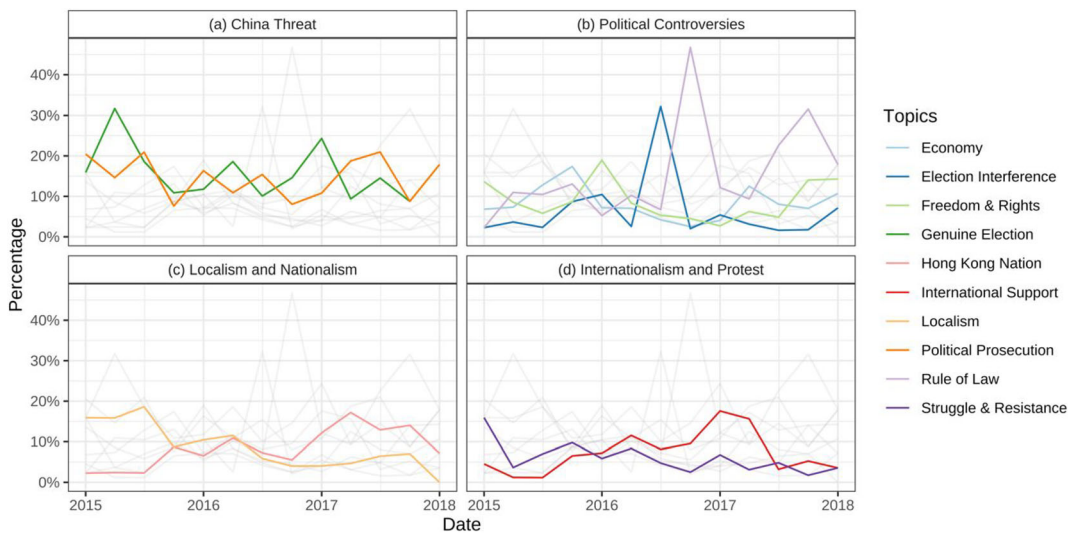 (a) China Threat
(b) Political Controversies
40%
30%
20%
10%
0%
(c) Localism and Nationalism
(d) Internationalism and Protest
40%
30%
20%
10%
0%
2015 2016 2017 2018
2015 2016 2017 2018
Percentage
Date
Topics
Economy
Election Interference
Freedom & Rights
Genuine Election
Hong Kong Nation
International Support
Localism
Political Prosecution
Rule of Law
Struggle & Resistance